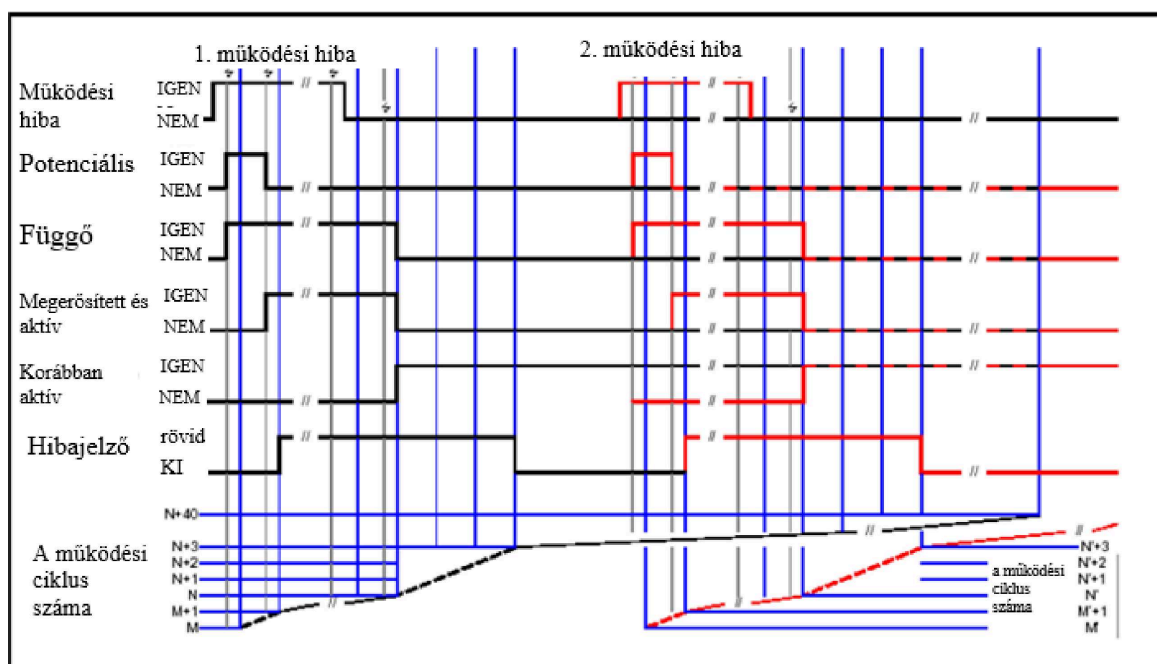 1. működési hiba
2. működési hiba
Működési
hiba
IGEN
NEM
Potenciális
IGEN
NEM
Függő
IGEN
NEM
Megerösített és
aktív
IGEN
NEM
Korábban
aktív
IGEN
NEM
Hibajelző
rövid
KI
A működési
ciklus
száma
N+40
N+3
N+2
N+1
N
M+1
M
a működési
ciklus
száma
N'+3
N'+2
N'+1
N'
M'+1
M'